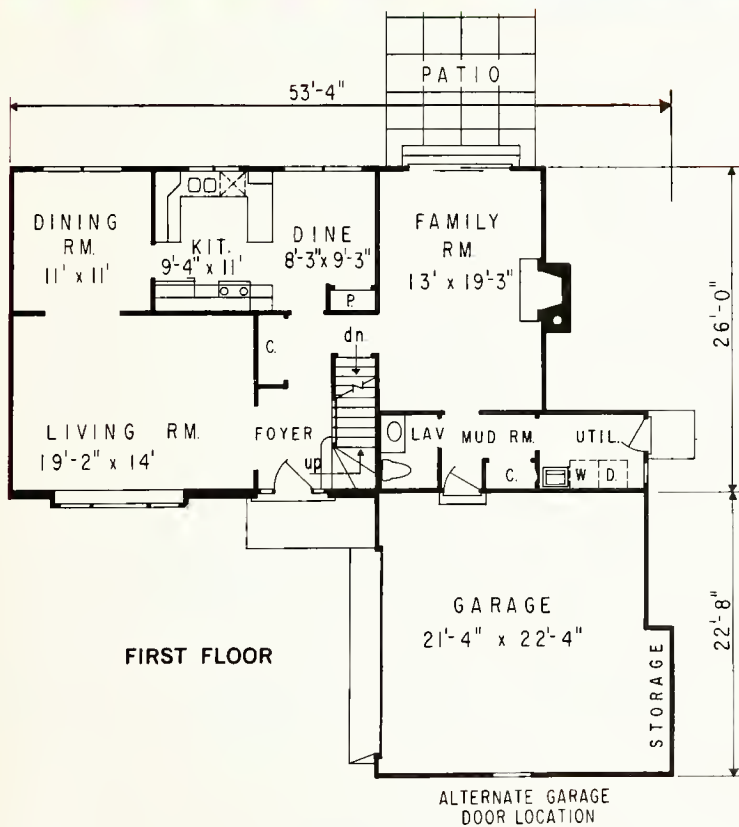 PATIO
53'-4"
DINING
RM.
11' x 11'
KIT.
9'-4" x 11'
DINE
8'-3" x 9'-3"
FAMILY
RM.
13' x 19'-3"
26'-0"
P.
C.
dn.
LIVING RM.
19'-2" x 14'
FOYER
up
LAV
MUD RM.
UTIL.
C.
W
D.
GARAGE
21'-4" x 22'-4"
22'-8"
STORAGE
FIRST FLOOR
ALTERNATE GARAGE
DOOR LOCATION